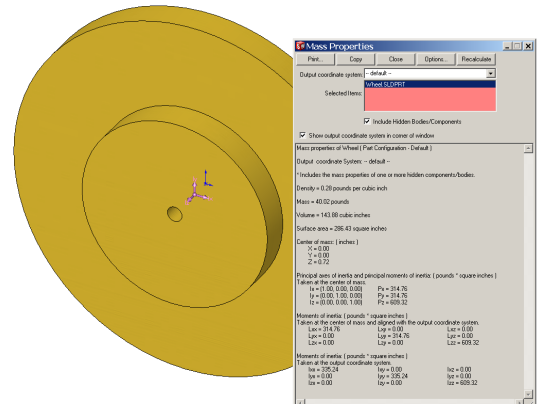 Mass Properties
Print... Copy Close Options... Recalculate
Output coordinate system: -- default --
Wheel.SLDPRT
Selected Items:
Include Hidden Bodies/Components
Show output coordinate system in corner of window
Mass properties of Wheel ( Part Configuration - Default )
Output coordinate System: -- default --
* Includes the mass properties of one or more hidden components/bodies.
Density = 0.28 pounds per cubic inch
Mass = 40.02 pounds
Volume = 143.88 cubic inches
Surface area = 286.43 square inches
Center of mass: ( inches )
X = 0.00
Y = 0.00
Z = 0.72
Principal axes of inertia and principal moments of inertia: ( pounds * square inches )
Taken at the center of mass.
Ix = (1.00, 0.00, 0.00) Px = 314.76
Iy = (0.00, 1.00, 0.00) Py = 314.76
Iz = (0.00, 0.00, 1.00) Pz = 609.32
Moments of inertia: ( pounds * square inches )
Taken at the center of mass and aligned with the output coordinate system.
Lxx = 314.76 Lxy = 0.00 Lxz = 0.00
Lyx = 0.00 Lyy = 314.76 Lyz = 0.00
Lzx = 0.00 Lzy = 0.00 Lzz = 609.32
Moments of inertia: ( pounds * square inches )
Taken at the output coordinate system.
Ixx = 335.24 Ixy = 0.00 Ixz = 0.00
Iyx = 0.00 Iyy = 335.24 Iyz = 0.00
Izx = 0.00 Izy = 0.00 Izz = 609.32